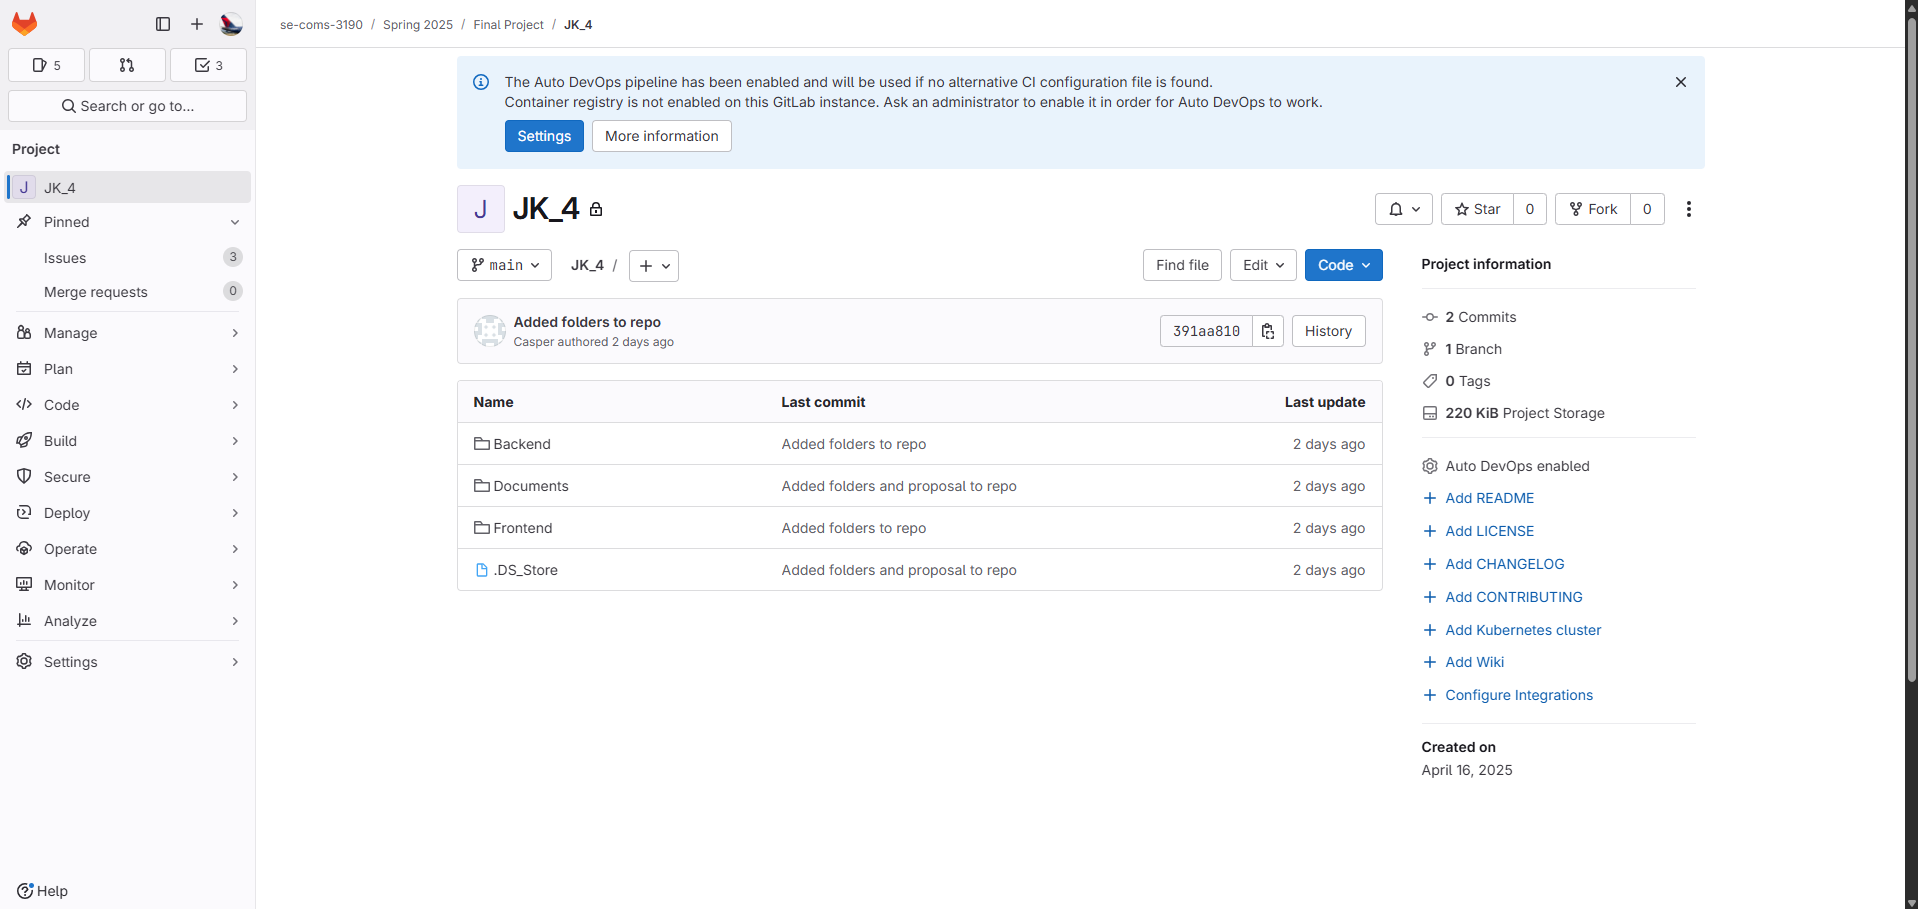 se-coms-3190 / Spring 2025 / Final Project / JK_4
5
3
Search or go to...
Project
J JK_4
Pinned
Issues 3
Merge requests 0
Manage
Plan
Code
Build
Secure
Deploy
Operate
Monitor
Analyze
Settings
Help
The Auto DevOps pipeline has been enabled and will be used if no alternative CI configuration file is found.
Container registry is not enabled on this GitLab instance. Ask an administrator to enable it in order for Auto DevOps to work.
Settings More information
J JK_4
Star 0 Fork 0
main JK_4 / Find file Edit Code
Added folders to repo
Casper authored 2 days ago
391aa810 History
Name Last commit Last update
Backend Added folders to repo 2 days ago
Documents Added folders and proposal to repo 2 days ago
Frontend Added folders to repo 2 days ago
.DS_Store Added folders and proposal to repo 2 days ago
Project information
2 Commits
1 Branch
0 Tags
220 KiB Project Storage
Auto DevOps enabled
Add README
Add LICENSE
Add CHANGELOG
Add CONTRIBUTING
Add Kubernetes cluster
Add Wiki
Configure Integrations
Created on
April 16, 2025